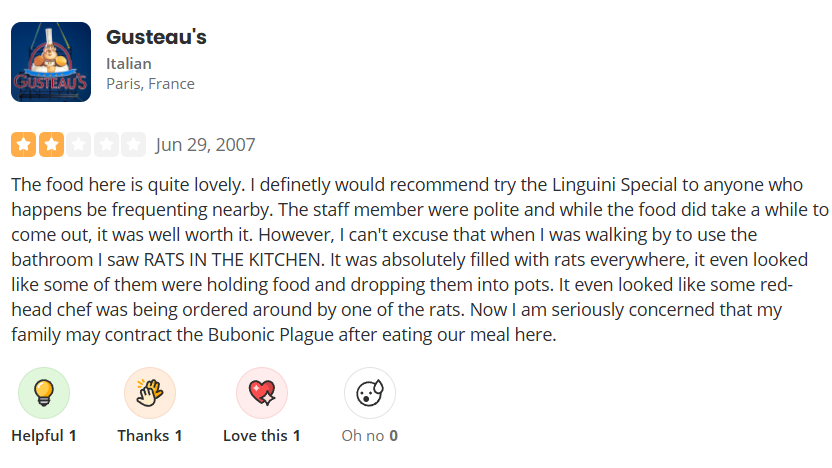 GUSTEAU'S
Gusteau's
Italian
Paris, France
Jun 29, 2007
The food here is quite lovely. I definetly would recommend try the Linguini Special to anyone who
happens be frequenting nearby. The staff member were polite and while the food did take a while to
come out, it was well worth it. However, I can't excuse that when I was walking by to use the
bathroom I saw RATS IN THE KITCHEN. It was absolutely filled with rats everywhere, it even looked
like some of them were holding food and dropping them into pots. It even looked like some red-
head chef was being ordered around by one of the rats. Now I am seriously concerned that my
family may contract the Bubonic Plague after eating our meal here.
Helpful 1 Thanks 1 Love this 1 Oh no 0